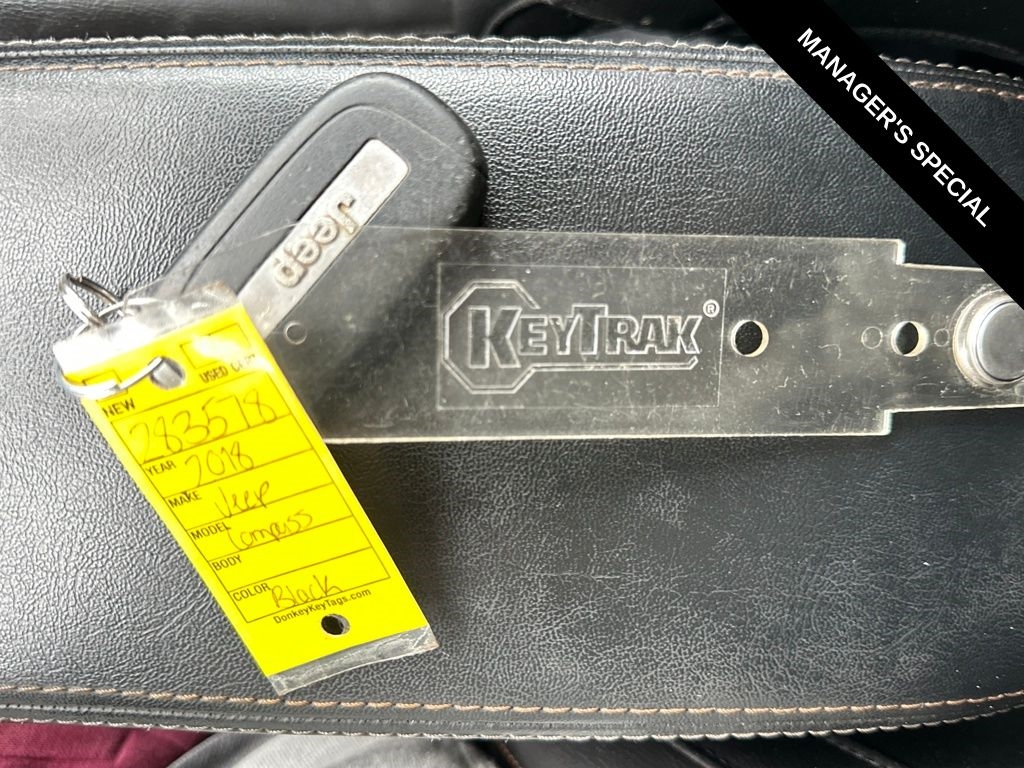 MANAGER'S SPECIAL
Jeep
KEYTRAK®
USED
NEW
283578
YEAR 2018
MAKE Jeep
MODEL Compass
BODY
COLOR Black
DonkeyKeyTags.com